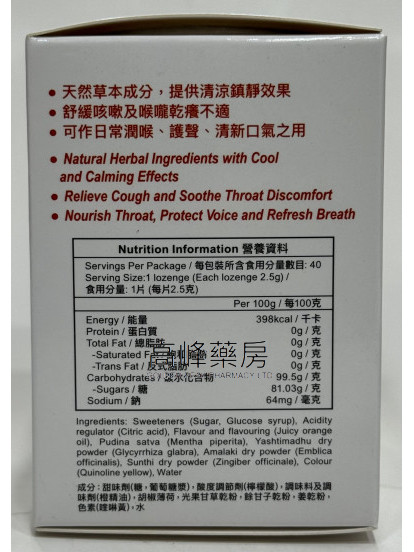 • 天然草本成分，提供清涼鎮靜效果
• 舒緩咳嗽及喉嚨乾癢不適
• 可作日常潤喉、護聲、清新口氣之用
• Natural Herbal Ingredients with Cool
and Calming Effects
• Relieve Cough and Soothe Throat Discomfort
• Nourish Throat, Protect Voice and Refresh Breath
Nutrition Information 營養資料
Servings Per Package / 每包裝所含食用分量數目: 40
Serving Size:1 lozenge (Each lozenge 2.5g) /
食用分量: 1片 (每片2.5克)
Per 100g / 每100克
Energy / 能量 398kcal / 千卡
Protein / 蛋白質 0g / 克
Total Fat / 總脂肪 0g / 克
-Saturated Fat / 飽和脂肪 0g / 克
-Trans Fat / 反式脂肪 0g / 克
Carbohydrates / 碳水化合物 99.5g / 克
-Sugars / 糖 81.03g / 克
Sodium / 鈉 64mg / 毫克
高峰藥房
PHARMACY LTD
Ingredients: Sweeteners (Sugar, Glucose syrup), Acidity
regulator (Citric acid), Flavour and flavouring (Juicy orange
oil), Pudina satva (Mentha piperita), Yashtimadhu dry
powder (Glycyrrhiza glabra), Amalaki dry powder (Emblica
officinalis), Sunthi dry powder (Zingiber officinale), Colour
(Quinoline yellow), Water
成分: 甜味劑(糖, 葡萄糖漿), 酸度調節劑(檸檬酸), 調味料及調
味劑(橙精油), 胡椒薄荷, 光果甘草乾粉, 餘甘子乾粉, 姜乾粉,
色素(喹啉黃), 水